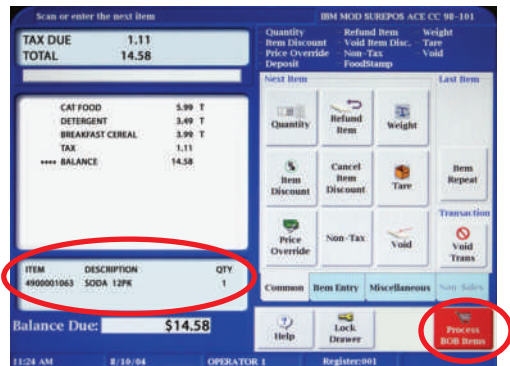 Scan or enter the next item
IBM MOD SUREPOS ACE CC 98-101
TAX DUE 1.11
TOTAL 14.58
Quantity Refund Item Weight
Item Discount Void Item Disc. Tare
Price Override Non-Tax Void
Deposit FoodStamp
CAT FOOD 5.99 T
DETERGENT 3.49 T
BREAKFAST CEREAL 3.99 T
TAX 1.11
**** BALANCE 14.58
ITEM DESCRIPTION QTY
4900001063 SODA 12PK 1
Balance Due: $14.58
Next Item
Last Item
Quantity
Refund
Item
Weight
Item
Discount
Cancel
Item
Discount
Tare
Item
Repeat
Transaction
Price
Override
Non-Tax
Void
Void
Trans
Common Item Entry Miscellaneous Non Sales
Help
Lock
Drawer
Process
BOB Items
11:24 AM 8/10/04 OPERATOR 1 Register:001